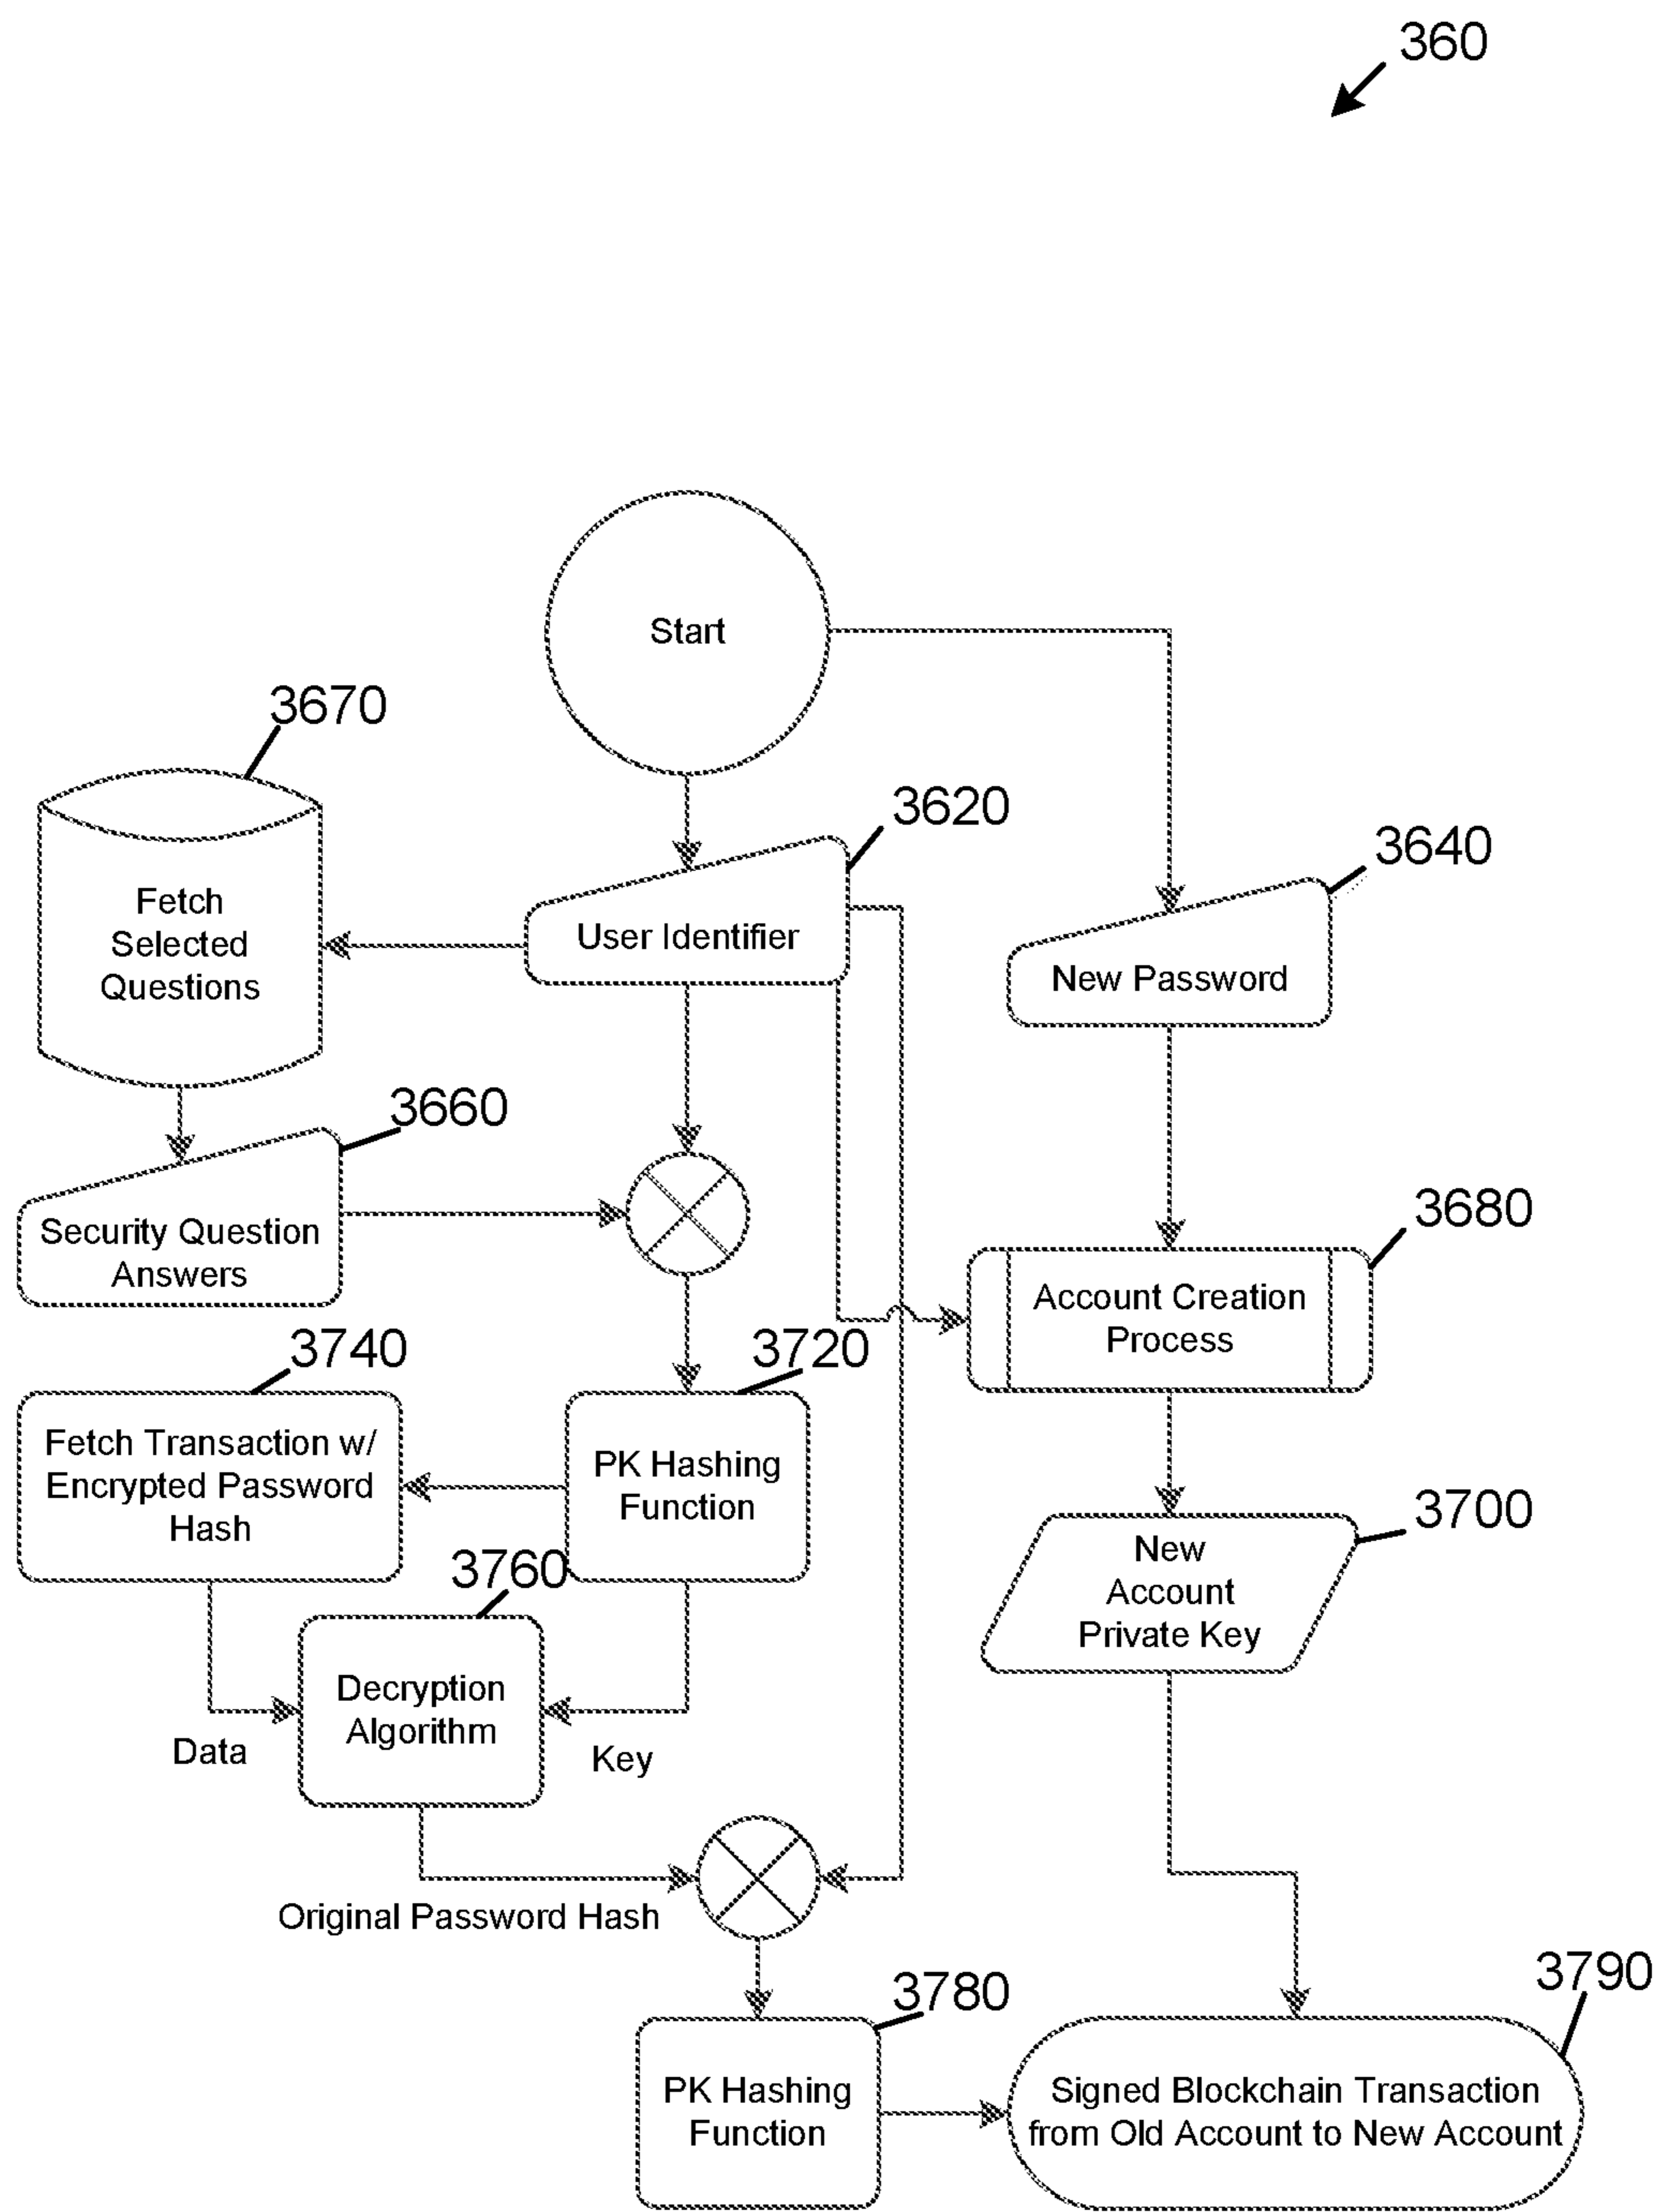 360
Start
3670
3620
3640
Fetch
Selected
Questions
User Identifier
New Password
3660
Security Question
Answers
3680
Account Creation
Process
3740
3720
Fetch Transaction w/
Encrypted Password
Hash
PK Hashing
Function
3700
New
Account
Private Key
3760
Decryption
Algorithm
Data
Key
Original Password Hash
3780
3790
PK Hashing
Function
Signed Blockchain Transaction
from Old Account to New Account